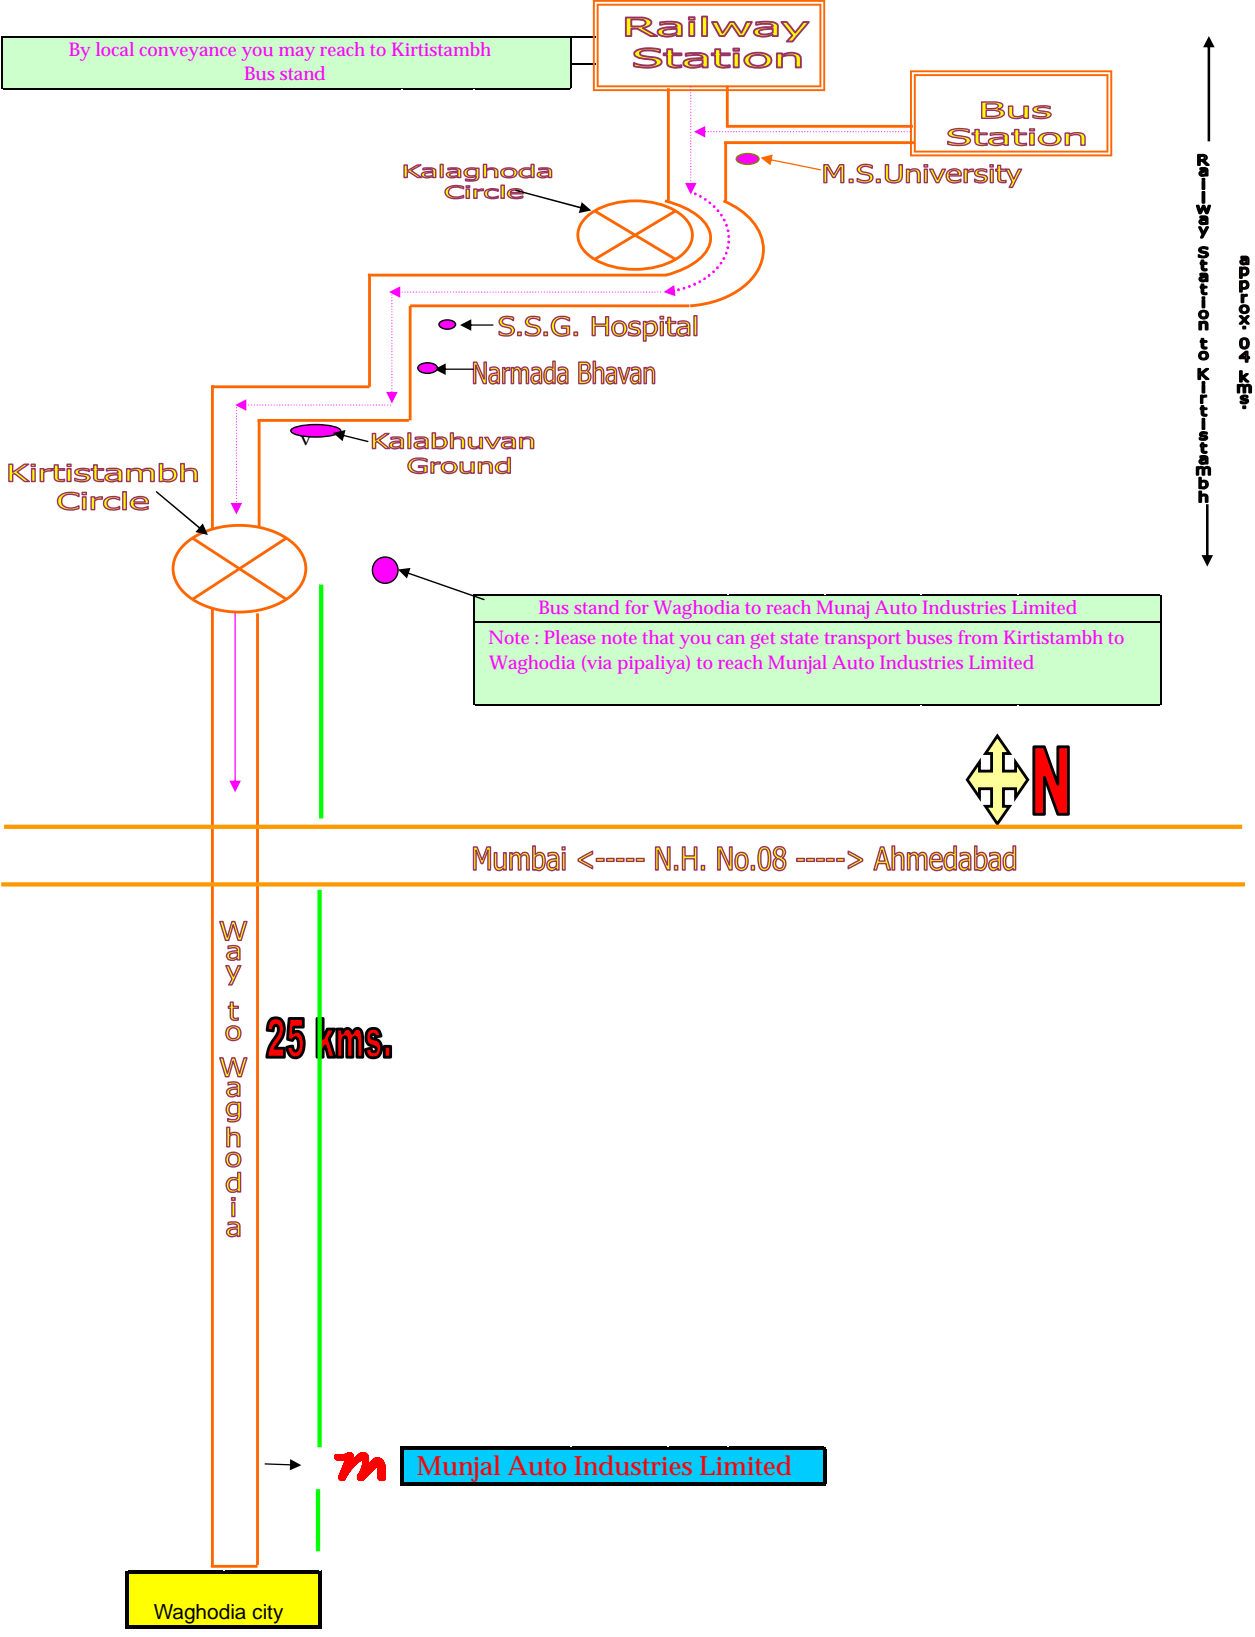 Railway
Station
By local conveyance you may reach to Kirtistambh
Bus stand
Bus
Station
Kalaghoda
Circle
M.S.University
S.S.G. Hospital
Narmada Bhavan
Kalabhuvan
Ground
Kirtistambh
Circle
Railway Station to Kirtistambh
approx. 04 kms.
Bus stand for Waghodia to reach Munaj Auto Industries Limited
Note : Please note that you can get state transport buses from Kirtistambh to
Waghodia (via pipaliya) to reach Munjal Auto Industries Limited
N
Mumbai <----- N.H. No.08 -----> Ahmedabad
Way to Waghodia
25 kms.
m
Munjal Auto Industries Limited
Waghodia city